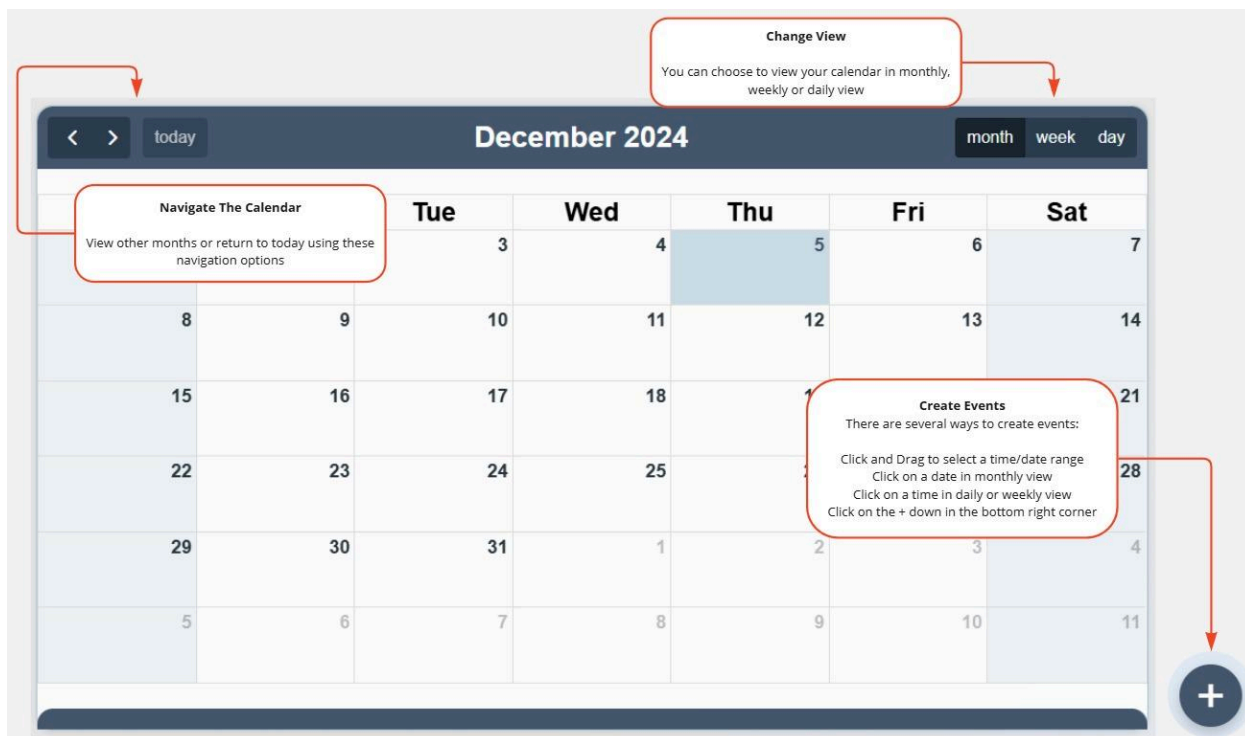 Change View
You can choose to view your calendar in monthly,
weekly or daily view
< > today
December 2024
month week day
Navigate The Calendar
View other months or return to today using these
navigation options
Tue Wed Thu Fri Sat
3 4 5 6 7
8 9 10 11 12 13 14
15 16 17 18 21
22 23 24 25 28
Create Events
There are several ways to create events:
Click and Drag to select a time/date range
Click on a date in monthly view
Click on a time in daily or weekly view
Click on the + down in the bottom right corner
29 30 31 1 2 3 4
5 6 7 8 9 10 11
+